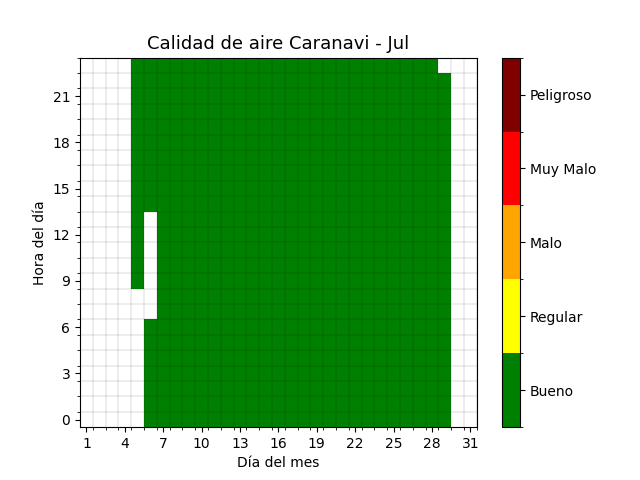 Calidad de aire Caranavi - Jul
Hora del día
21
18
15
12
9
6
3
0
1 4 7 10 13 16 19 22 25 28 31
Día del mes
Peligroso
Muy Malo
Malo
Regular
Bueno